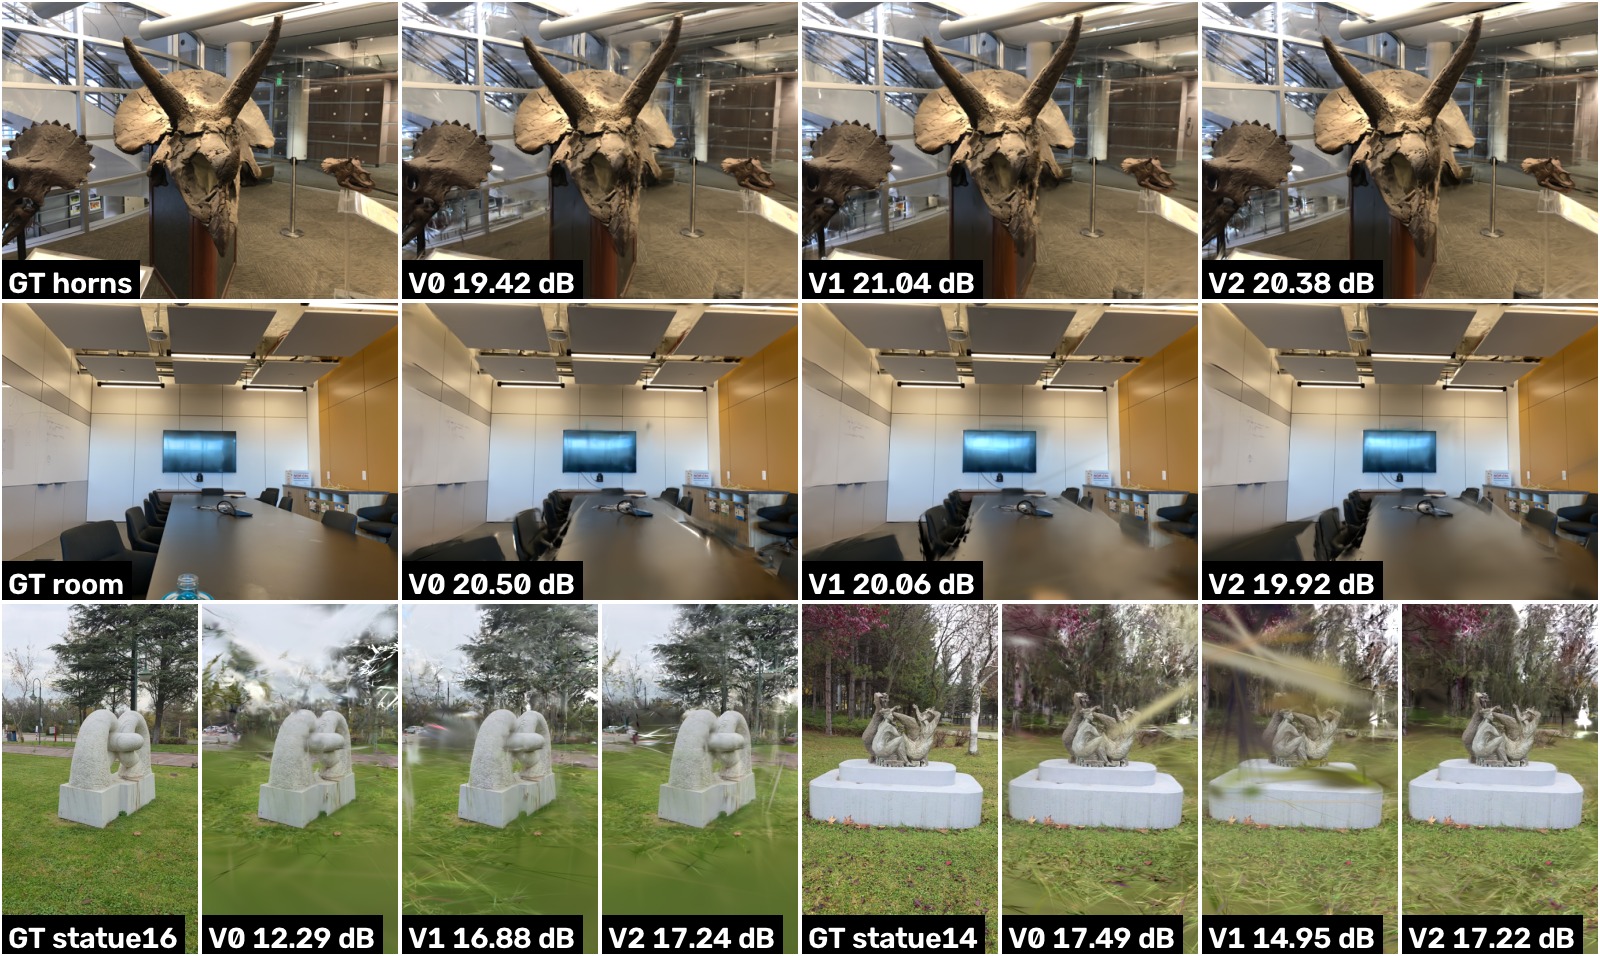 GT horns
V0 19.42 dB
V1 21.04 dB
V2 20.38 dB
GT room
V0 20.50 dB
V1 20.06 dB
V2 19.92 dB
GT statue16
V0 12.29 dB
V1 16.88 dB
V2 17.24 dB
GT statue14
V0 17.49 dB
V1 14.95 dB
V2 17.22 dB